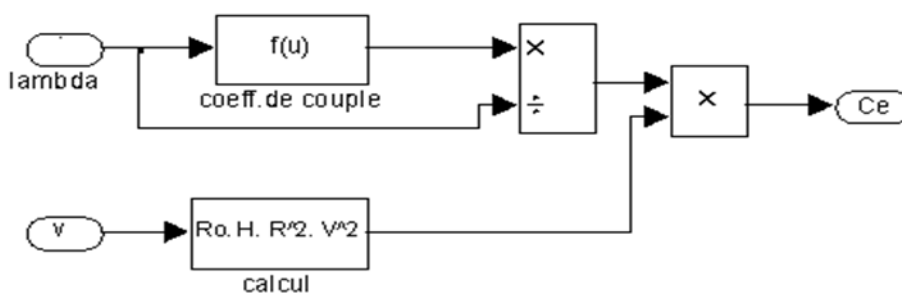 lambda
f(u)
coeff.de couple
×
÷
×
Ce
v
Ro. H. R^2. V^2
calcul